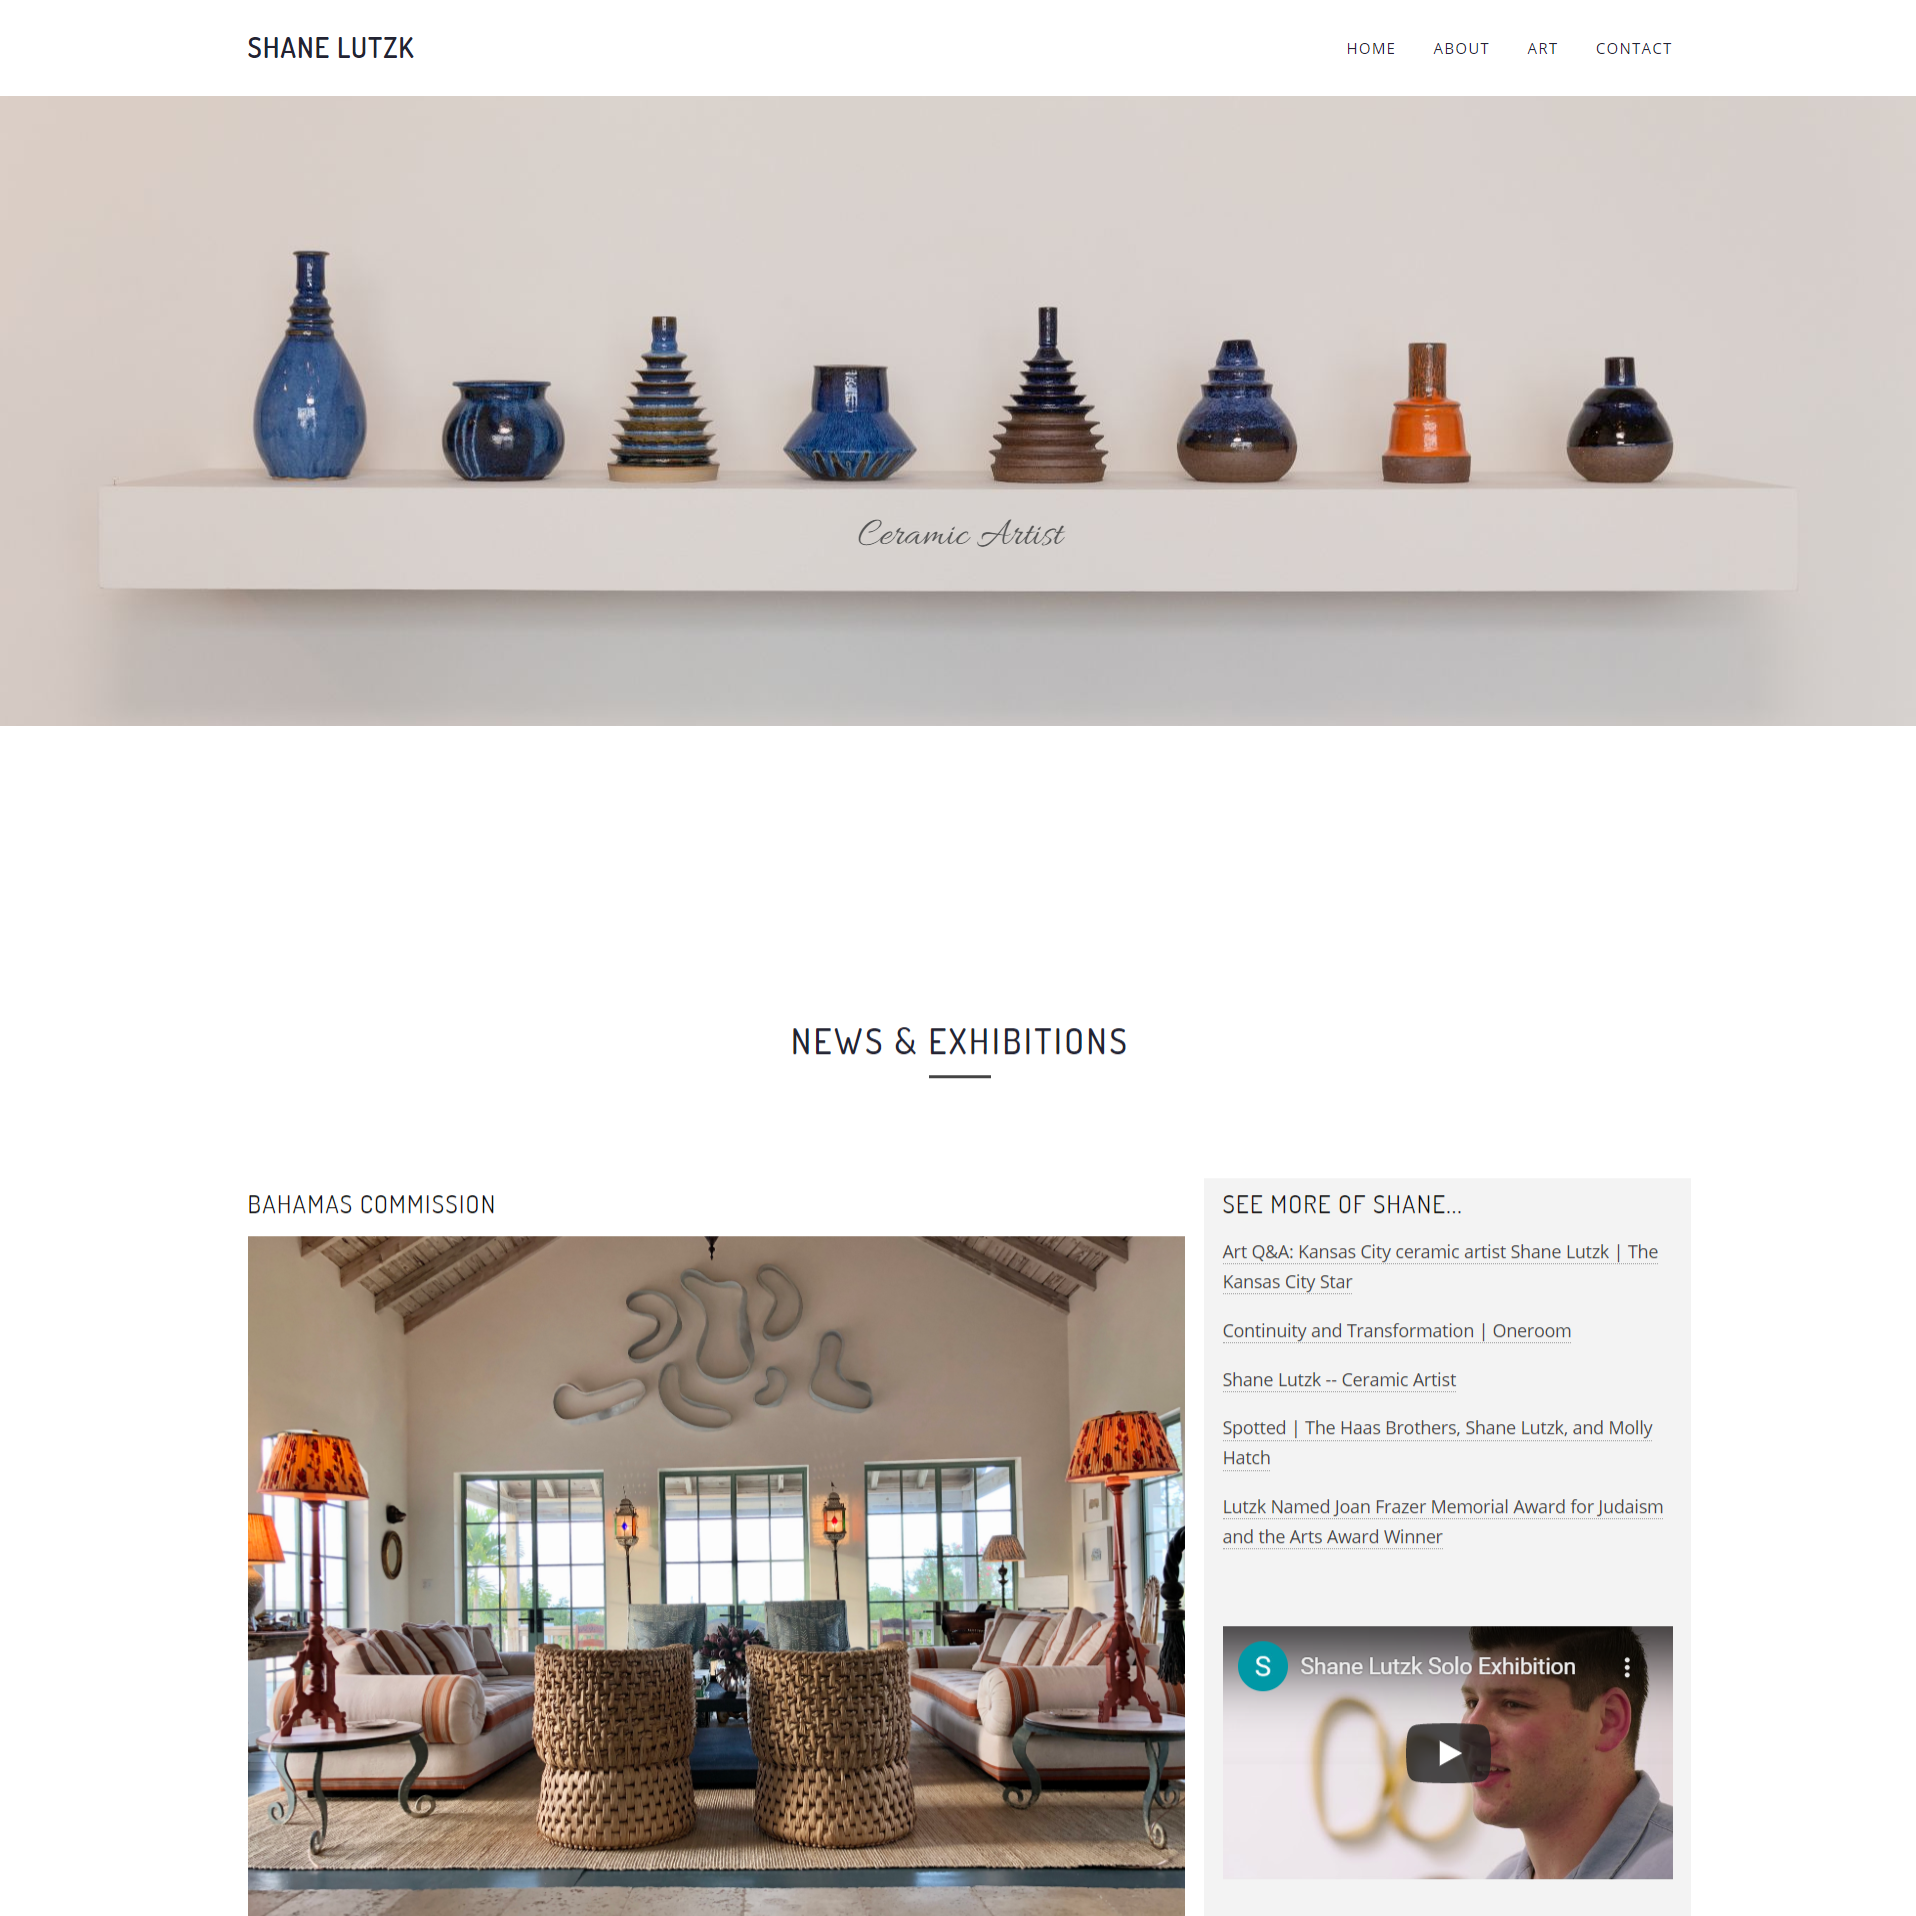 SHANE LUTZK
HOME ABOUT ART CONTACT
Ceramic Artist
NEWS & EXHIBITIONS
BAHAMAS COMMISSION
SEE MORE OF SHANE...
Art Q&A: Kansas City ceramic artist Shane Lutzk | The
Kansas City Star
Continuity and Transformation | Oneroom
Shane Lutzk -- Ceramic Artist
Spotted | The Haas Brothers, Shane Lutzk, and Molly
Hatch
Lutzk Named Joan Frazer Memorial Award for Judaism
and the Arts Award Winner
S Shane Lutzk Solo Exhibition